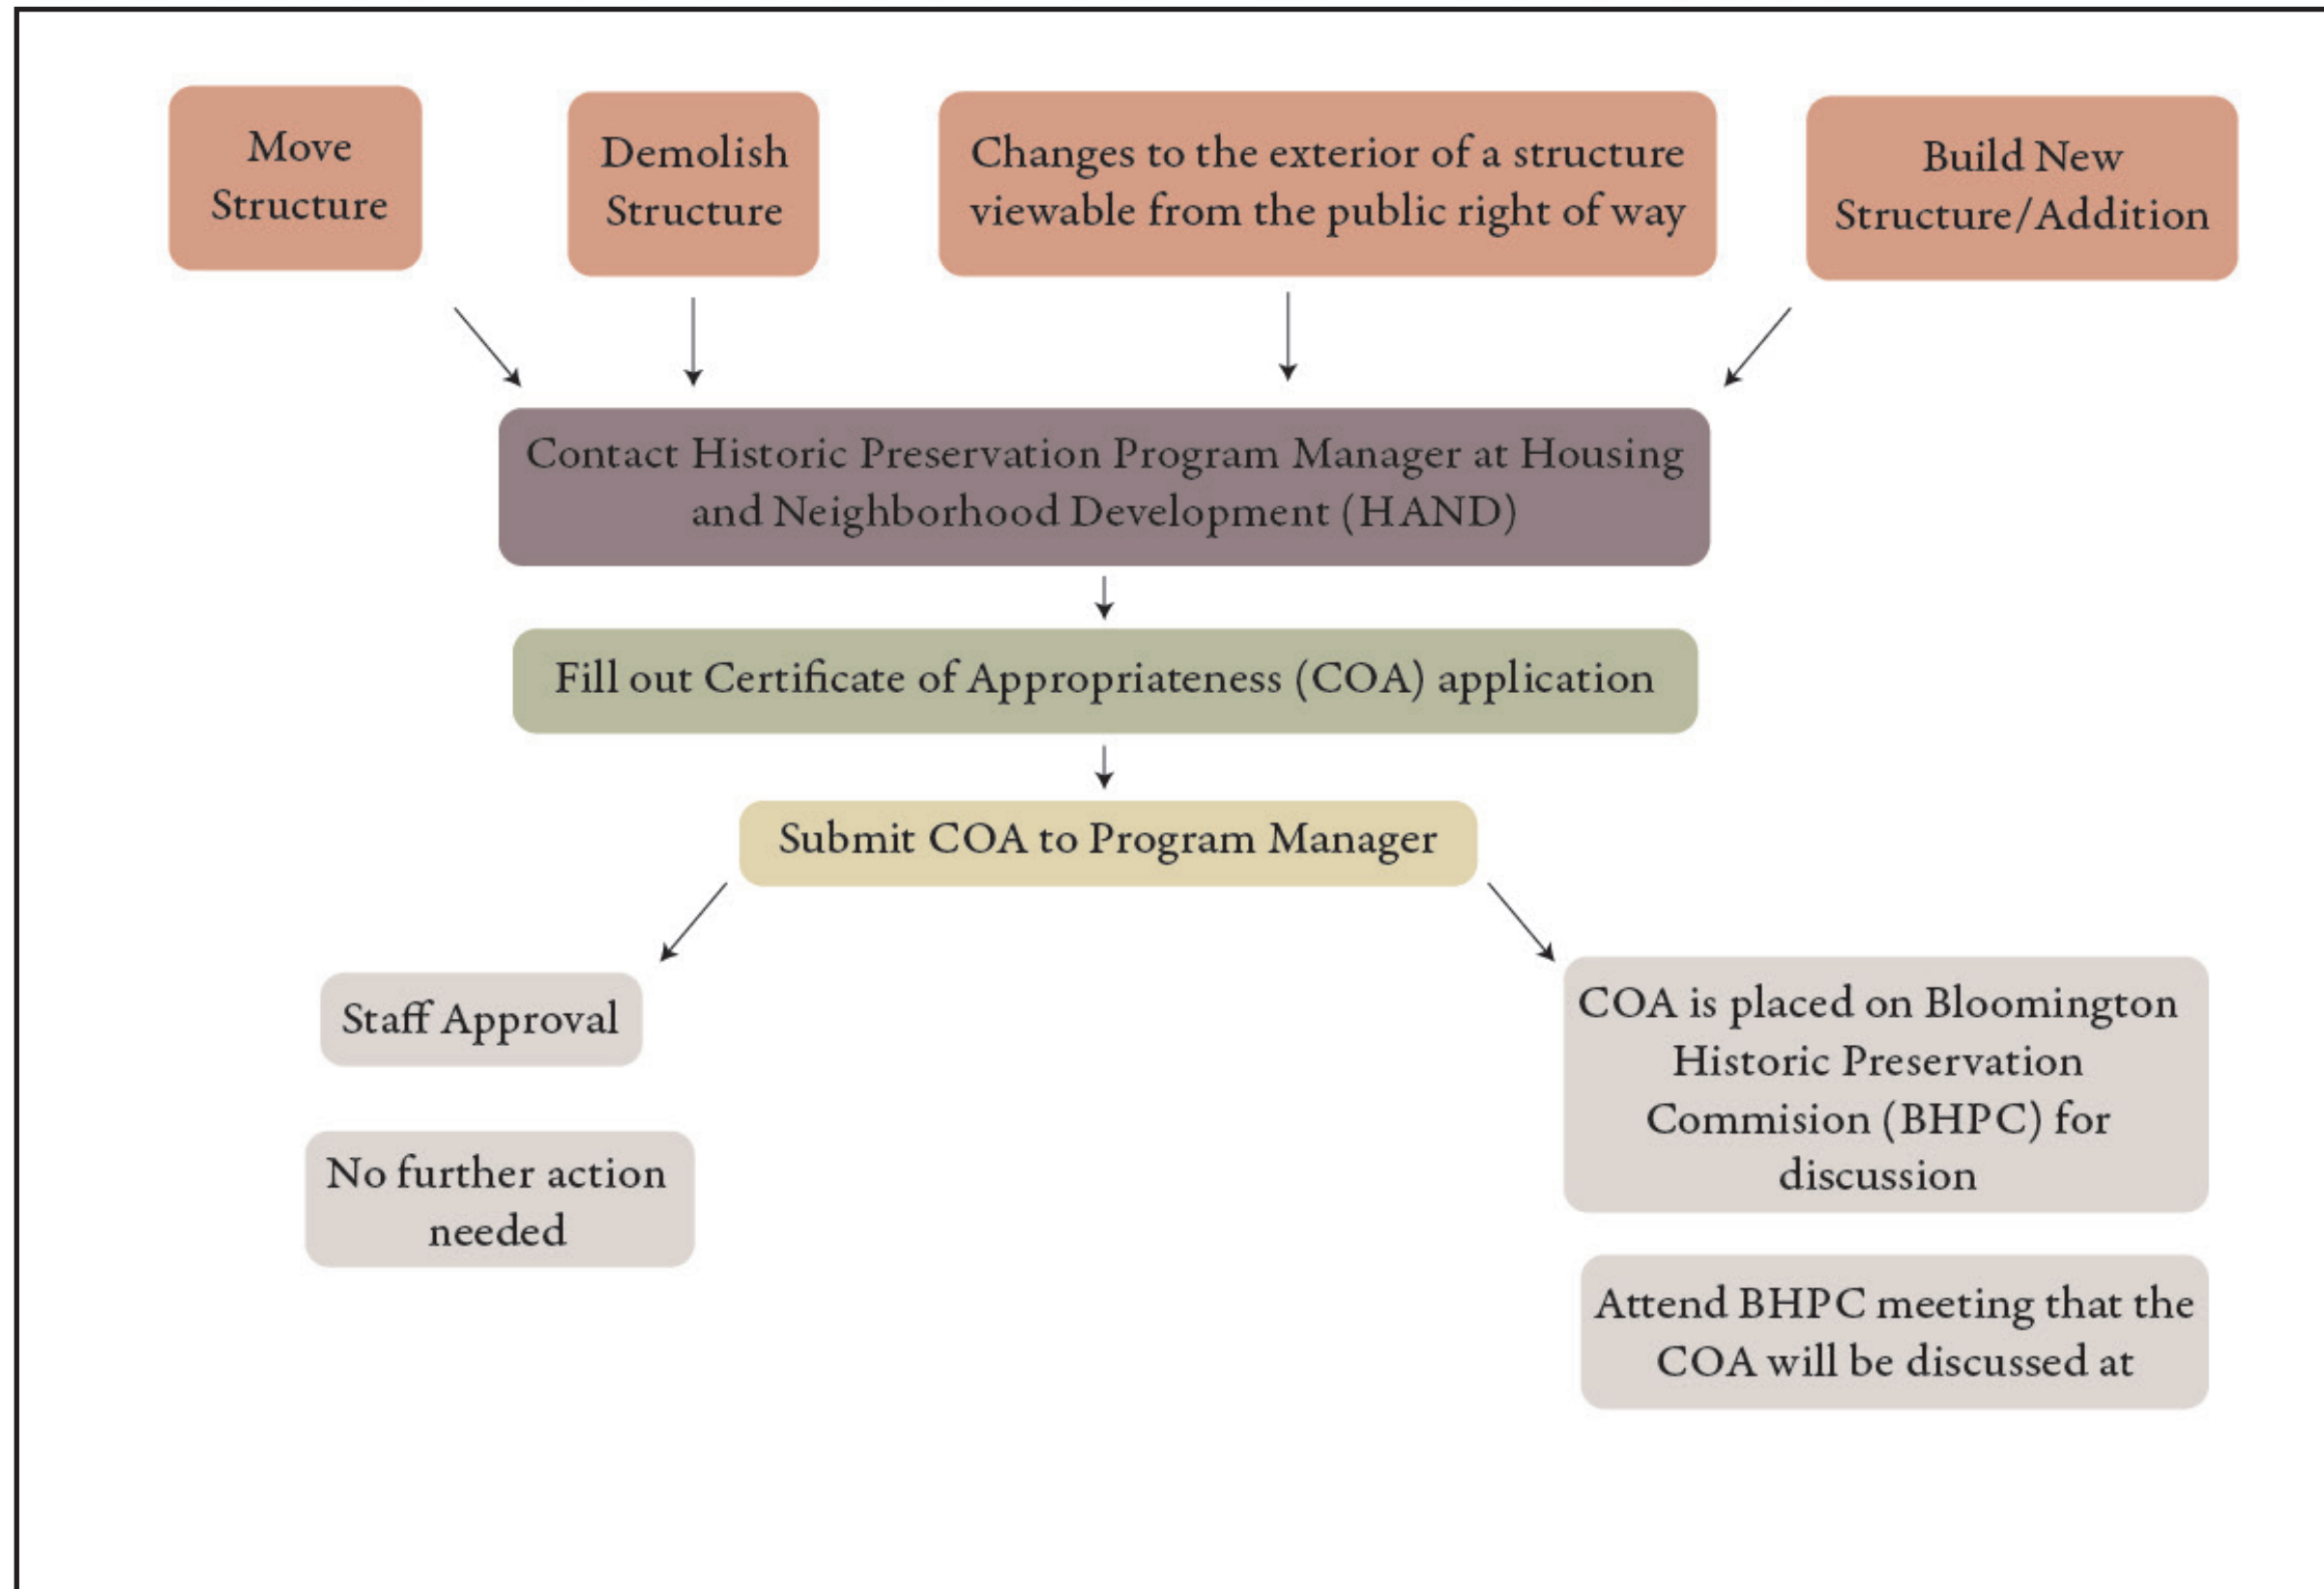 Move
Structure
Demolish
Structure
Changes to the exterior of a structure
viewable from the public right of way
Build New
Structure/Addition
Contact Historic Preservation Program Manager at Housing
and Neighborhood Development (HAND)
Fill out Certificate of Appropriateness (COA) application
Submit COA to Program Manager
Staff Approval
No further action
needed
COA is placed on Bloomington
Historic Preservation
Commision (BHPC) for
discussion
Attend BHPC meeting that the
COA will be discussed at